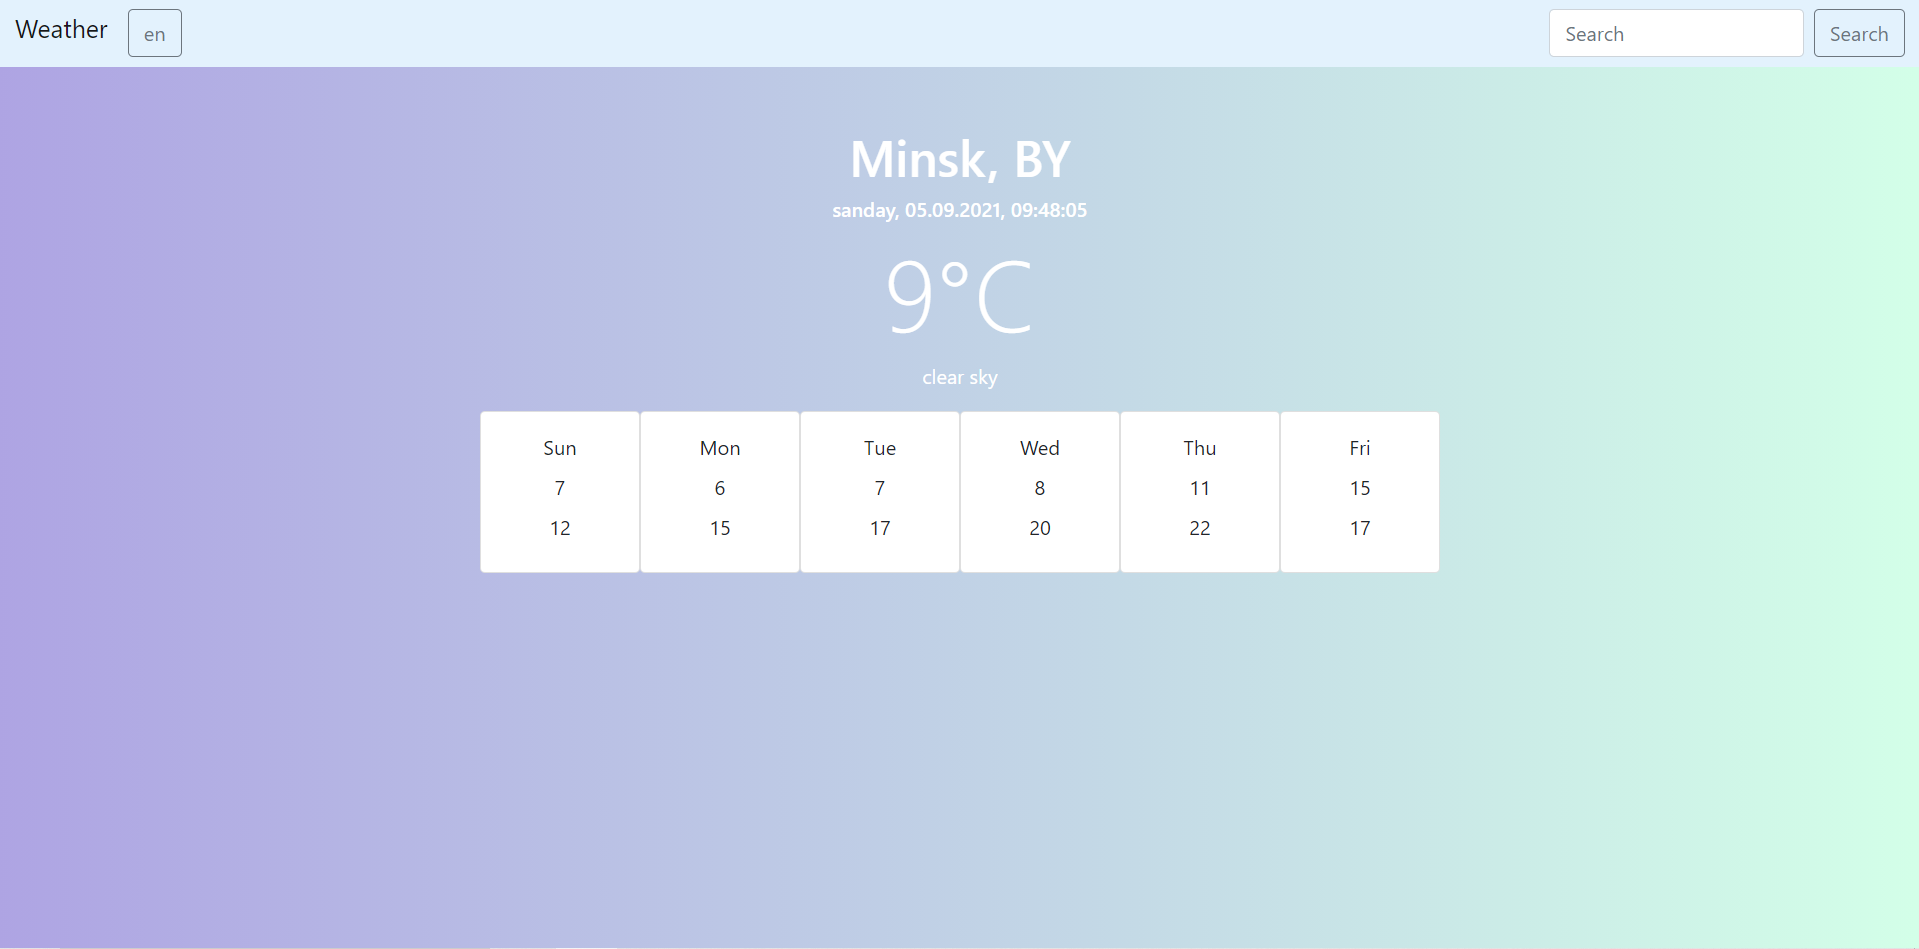 Weather en Search Search
Minsk, BY
sanday, 05.09.2021, 09:48:05
9°C
clear sky
Sun Mon Tue Wed Thu Fri
7 6 7 8 11 15
12 15 17 20 22 17